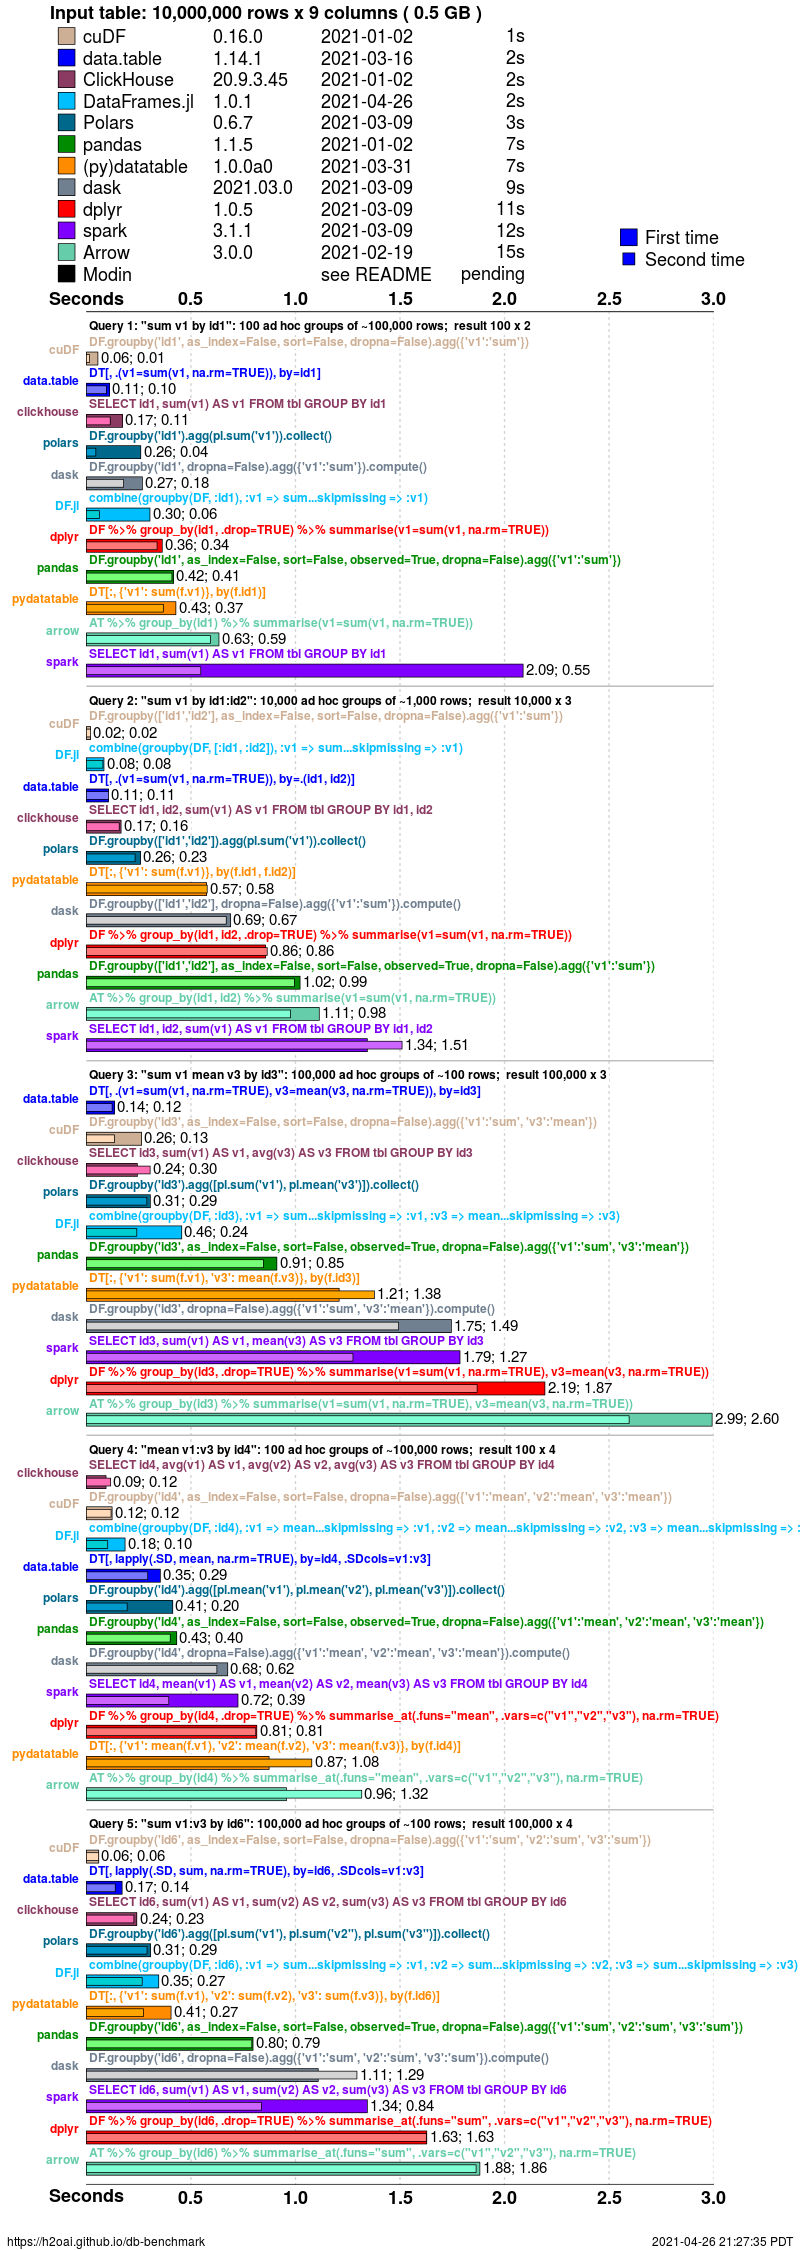 Input table: 10,000,000 rows x 9 columns ( 0.5 GB )
cuDF 0.16.0 2021-01-02 1s
data.table 1.14.1 2021-03-16 2s
ClickHouse 20.9.3.45 2021-01-02 2s
DataFrames.jl 1.0.1 2021-04-26 2s
Polars 0.6.7 2021-03-09 3s
pandas 1.1.5 2021-01-02 7s
(py)datatable 1.0.0a0 2021-03-31 7s
dask 2021.03.0 2021-03-09 9s
dplyr 1.0.5 2021-03-09 11s
spark 3.1.1 2021-03-09 12s
Arrow 3.0.0 2021-02-19 15s
Modin see README pending
First time
Second time
Seconds 0.5 1.0 1.5 2.0 2.5 3.0
Query 1: "sum v1 by id1": 100 ad hoc groups of ~100,000 rows; result 100 x 2
DF.groupby('id1', as_index=False, sort=False, dropna=False).agg({'v1':'sum'})
cuDF 0.06; 0.01
DT[, .(v1=sum(v1, na.rm=TRUE)), by=id1]
data.table 0.11; 0.10
SELECT id1, sum(v1) AS v1 FROM tbl GROUP BY id1
clickhouse 0.17; 0.11
DF.groupby('id1').agg(pl.sum('v1')).collect()
polars 0.26; 0.04
DF.groupby('id1', dropna=False).agg({'v1':'sum'}).compute()
dask 0.27; 0.18
combine(groupby(DF, :id1), :v1 => sum...skipmissing => :v1)
DF.jl 0.30; 0.06
DF %>% group_by(id1, .drop=TRUE) %>% summarise(v1=sum(v1, na.rm=TRUE))
dplyr 0.36; 0.34
DF.groupby('id1', as_index=False, sort=False, observed=True, dropna=False).agg({'v1':'sum'})
pandas 0.42; 0.41
DT[:, {'v1': sum(f.v1)}, by(f.id1)]
pydatatable 0.43; 0.37
AT %>% group_by(id1) %>% summarise(v1=sum(v1, na.rm=TRUE))
arrow 0.63; 0.59
SELECT id1, sum(v1) AS v1 FROM tbl GROUP BY id1
spark 2.09; 0.55
Query 2: "sum v1 by id1:id2": 10,000 ad hoc groups of ~1,000 rows; result 10,000 x 3
DF.groupby(['id1','id2'], as_index=False, sort=False, dropna=False).agg({'v1':'sum'})
cuDF 0.02; 0.02
combine(groupby(DF, [:id1, :id2]), :v1 => sum...skipmissing => :v1)
DF.jl 0.08; 0.08
DT[, .(v1=sum(v1, na.rm=TRUE)), by=.(id1, id2)]
data.table 0.11; 0.11
SELECT id1, id2, sum(v1) AS v1 FROM tbl GROUP BY id1, id2
clickhouse 0.17; 0.16
DF.groupby(['id1','id2']).agg(pl.sum('v1')).collect()
polars 0.26; 0.23
DT[:, {'v1': sum(f.v1)}, by(f.id1, f.id2)]
pydatatable 0.57; 0.58
DF.groupby(['id1','id2'], dropna=False).agg({'v1':'sum'}).compute()
dask 0.69; 0.67
DF %>% group_by(id1, id2, .drop=TRUE) %>% summarise(v1=sum(v1, na.rm=TRUE))
dplyr 0.86; 0.86
DF.groupby(['id1','id2'], as_index=False, sort=False, observed=True, dropna=False).agg({'v1':'sum'})
pandas 1.02; 0.99
AT %>% group_by(id1, id2) %>% summarise(v1=sum(v1, na.rm=TRUE))
arrow 1.11; 0.98
SELECT id1, id2, sum(v1) AS v1 FROM tbl GROUP BY id1, id2
spark 1.34; 1.51
Query 3: "sum v1 mean v3 by id3": 100,000 ad hoc groups of ~100 rows; result 100,000 x 3
DT[, .(v1=sum(v1, na.rm=TRUE), v3=mean(v3, na.rm=TRUE)), by=id3]
data.table 0.14; 0.12
DF.groupby('id3', as_index=False, sort=False, dropna=False).agg({'v1':'sum', 'v3':'mean'})
cuDF 0.26; 0.13
SELECT id3, sum(v1) AS v1, avg(v3) AS v3 FROM tbl GROUP BY id3
clickhouse 0.24; 0.30
DF.groupby('id3').agg([pl.sum('v1'), pl.mean('v3')]).collect()
polars 0.31; 0.29
combine(groupby(DF, :id3), :v1 => sum...skipmissing => :v1, :v3 => mean...skipmissing => :v3)
DF.jl 0.46; 0.24
DF.groupby('id3', as_index=False, sort=False, observed=True, dropna=False).agg({'v1':'sum', 'v3':'mean'})
pandas 0.91; 0.85
DT[:, {'v1': sum(f.v1), 'v3': mean(f.v3)}, by(f.id3)]
pydatatable 1.21; 1.38
DF.groupby('id3', dropna=False).agg({'v1':'sum', 'v3':'mean'}).compute()
dask 1.75; 1.49
SELECT id3, sum(v1) AS v1, mean(v3) AS v3 FROM tbl GROUP BY id3
spark 1.79; 1.27
DF %>% group_by(id3, .drop=TRUE) %>% summarise(v1=sum(v1, na.rm=TRUE), v3=mean(v3, na.rm=TRUE))
dplyr 2.19; 1.87
AT %>% group_by(id3) %>% summarise(v1=sum(v1, na.rm=TRUE), v3=mean(v3, na.rm=TRUE))
arrow 2.99; 2.60
Query 4: "mean v1:v3 by id4": 100 ad hoc groups of ~100,000 rows; result 100 x 4
SELECT id4, avg(v1) AS v1, avg(v2) AS v2, avg(v3) AS v3 FROM tbl GROUP BY id4
clickhouse 0.09; 0.12
DF.groupby('id4', as_index=False, sort=False, dropna=False).agg({'v1':'mean', 'v2':'mean', 'v3':'mean'})
cuDF 0.12; 0.12
combine(groupby(DF, :id4), :v1 => mean...skipmissing => :v1, :v2 => mean...skipmissing => :v2, :v3 => mean...skipmissing => :
DF.jl 0.18; 0.10
DT[, lapply(.SD, mean, na.rm=TRUE), by=id4, .SDcols=v1:v3]
data.table 0.35; 0.29
DF.groupby('id4').agg([pl.mean('v1'), pl.mean('v2'), pl.mean('v3')]).collect()
polars 0.41; 0.20
DF.groupby('id4', as_index=False, sort=False, observed=True, dropna=False).agg({'v1':'mean', 'v2':'mean', 'v3':'mean'})
pandas 0.43; 0.40
DF.groupby('id4', dropna=False).agg({'v1':'mean', 'v2':'mean', 'v3':'mean'}).compute()
dask 0.68; 0.62
SELECT id4, mean(v1) AS v1, mean(v2) AS v2, mean(v3) AS v3 FROM tbl GROUP BY id4
spark 0.72; 0.39
DF %>% group_by(id4, .drop=TRUE) %>% summarise_at(.funs="mean", .vars=c("v1","v2","v3"), na.rm=TRUE)
dplyr 0.81; 0.81
DT[:, {'v1': mean(f.v1), 'v2': mean(f.v2), 'v3': mean(f.v3)}, by(f.id4)]
pydatatable 0.87; 1.08
AT %>% group_by(id4) %>% summarise_at(.funs="mean", .vars=c("v1","v2","v3"), na.rm=TRUE)
arrow 0.96; 1.32
Query 5: "sum v1:v3 by id6": 100,000 ad hoc groups of ~100 rows; result 100,000 x 4
DF.groupby('id6', as_index=False, sort=False, dropna=False).agg({'v1':'sum', 'v2':'sum', 'v3':'sum'})
cuDF 0.06; 0.06
DT[, lapply(.SD, sum, na.rm=TRUE), by=id6, .SDcols=v1:v3]
data.table 0.17; 0.14
SELECT id6, sum(v1) AS v1, sum(v2) AS v2, sum(v3) AS v3 FROM tbl GROUP BY id6
clickhouse 0.24; 0.23
DF.groupby('id6').agg([pl.sum('v1'), pl.sum('v2''), pl.sum('v3'')]).collect()
polars 0.31; 0.29
combine(groupby(DF, :id6), :v1 => sum...skipmissing => :v1, :v2 => sum...skipmissing => :v2, :v3 => sum...skipmissing => :v3)
DF.jl 0.35; 0.27
DT[:, {'v1': sum(f.v1), 'v2': sum(f.v2), 'v3': sum(f.v3)}, by(f.id6)]
pydatatable 0.41; 0.27
DF.groupby('id6', as_index=False, sort=False, observed=True, dropna=False).agg({'v1':'sum', 'v2':'sum', 'v3':'sum'})
pandas 0.80; 0.79
DF.groupby('id6', dropna=False).agg({'v1':'sum', 'v2':'sum', 'v3':'sum'}).compute()
dask 1.11; 1.29
SELECT id6, sum(v1) AS v1, sum(v2) AS v2, sum(v3) AS v3 FROM tbl GROUP BY id6
spark 1.34; 0.84
DF %>% group_by(id6, .drop=TRUE) %>% summarise_at(.funs="sum", .vars=c("v1","v2","v3"), na.rm=TRUE)
dplyr 1.63; 1.63
AT %>% group_by(id6) %>% summarise_at(.funs="sum", .vars=c("v1","v2","v3"), na.rm=TRUE)
arrow 1.88; 1.86
Seconds 0.5 1.0 1.5 2.0 2.5 3.0
https://h2oai.github.io/db-benchmark 2021-04-26 21:27:35 PDT